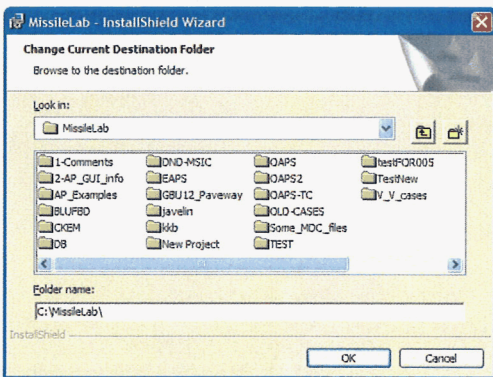 MissileLab - InstallShield Wizard
Change Current Destination Folder
Browse to the destination folder.
Look in:
MissileLab
1-Comments
2-AP_GUI_info
AP_Examples
BLUFBD
CKEM
DB
DND-MSIC
EAPS
GBU12_Paveway
javelin
kkb
New Project
OAPS
OAPS2
OAPS-TC
OLD-CASES
Some_MDC_files
TEST
testFOR005
TestNew
V_V_cases
Folder name:
C:\MissileLab\
InstallShield
OK
Cancel